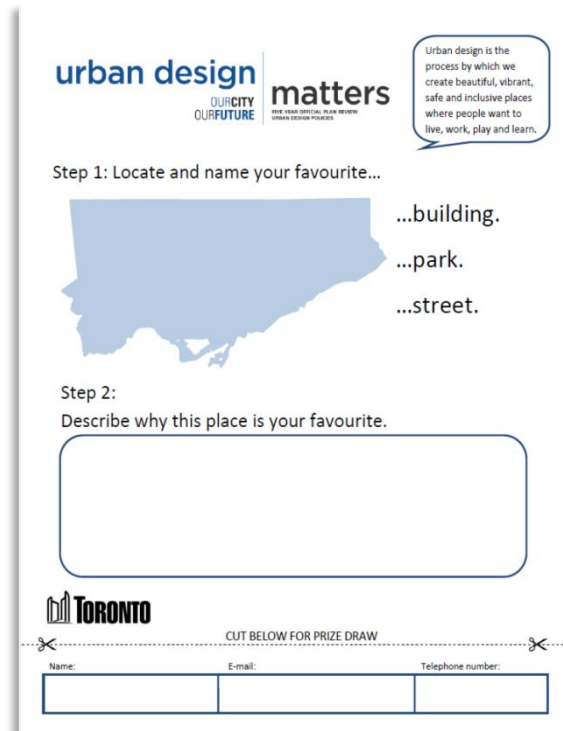 urban design
OURCITY
OURFUTURE
matters
FIVE YEAR OFFICIAL PLAN REVIEW
URBAN DESIGN POLICIES
Urban design is the
process by which we
create beautiful, vibrant,
safe and inclusive places
where people want to
live, work, play and learn.
Step 1: Locate and name your favourite...
...building.
...park.
...street.
Step 2:
Describe why this place is your favourite.
TORONTO
CUT BELOW FOR PRIZE DRAW
Name: E-mail: Telephone number: